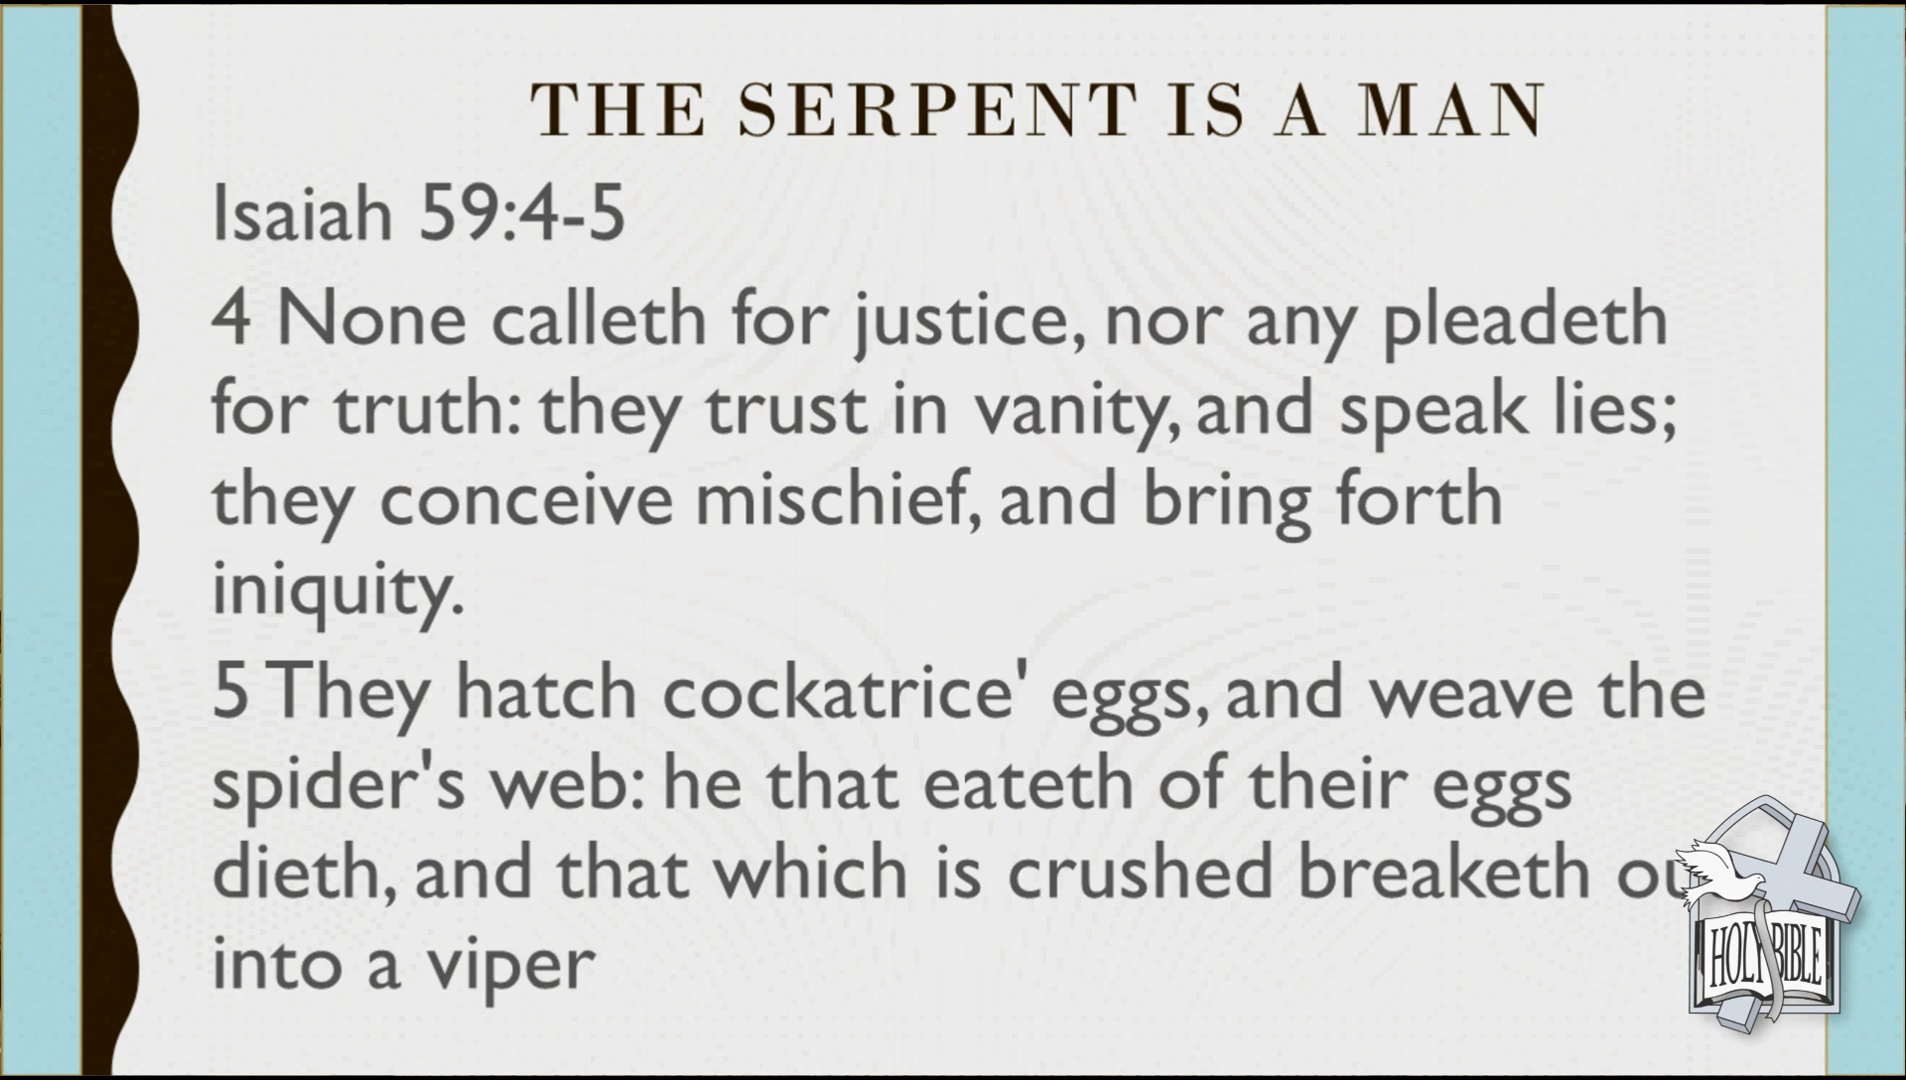 THE SERPENT IS A MAN
Isaiah 59:4-5
4 None calleth for justice, nor any pleadeth
for truth: they trust in vanity, and speak lies;
they conceive mischief, and bring forth
iniquity.
5 They hatch cockatrice' eggs, and weave the
spider's web: he that eateth of their eggs
dieth, and that which is crushed breaketh
into a viper
HOLY BIBLE